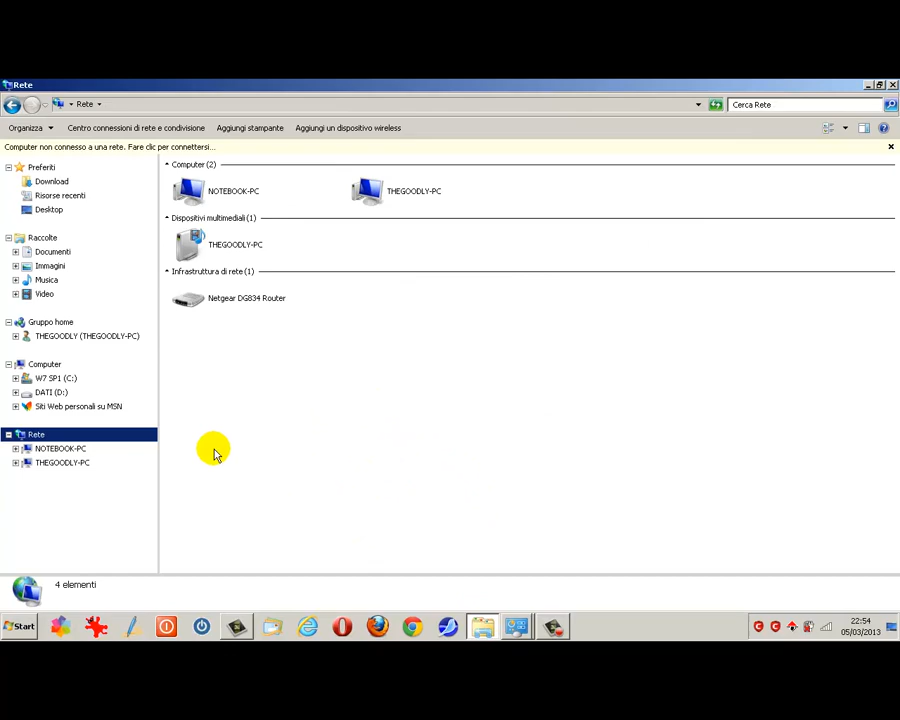 Rete
Rete
Cerca Rete
Organizza
Centro connessioni di rete e condivisione
Aggiungi stampante
Aggiungi un dispositivo wireless
Computer non connesso a una rete. Fare clic per connettersi...
Preferiti
Download
Risorse recenti
Desktop
Raccolte
Documenti
Immagini
Musica
Video
Gruppo home
THEGOODLY (THEGOODLY-PC)
Computer
W7 SP1 (C:)
DATI (D:)
Siti Web personali su MSN
Rete
NOTEBOOK-PC
THEGOODLY-PC
Computer (2)
NOTEBOOK-PC
THEGOODLY-PC
Dispositivi multimediali (1)
THEGOODLY-PC
Infrastruttura di rete (1)
Netgear DG834 Router
4 elementi
Start
22:54
05/03/2013